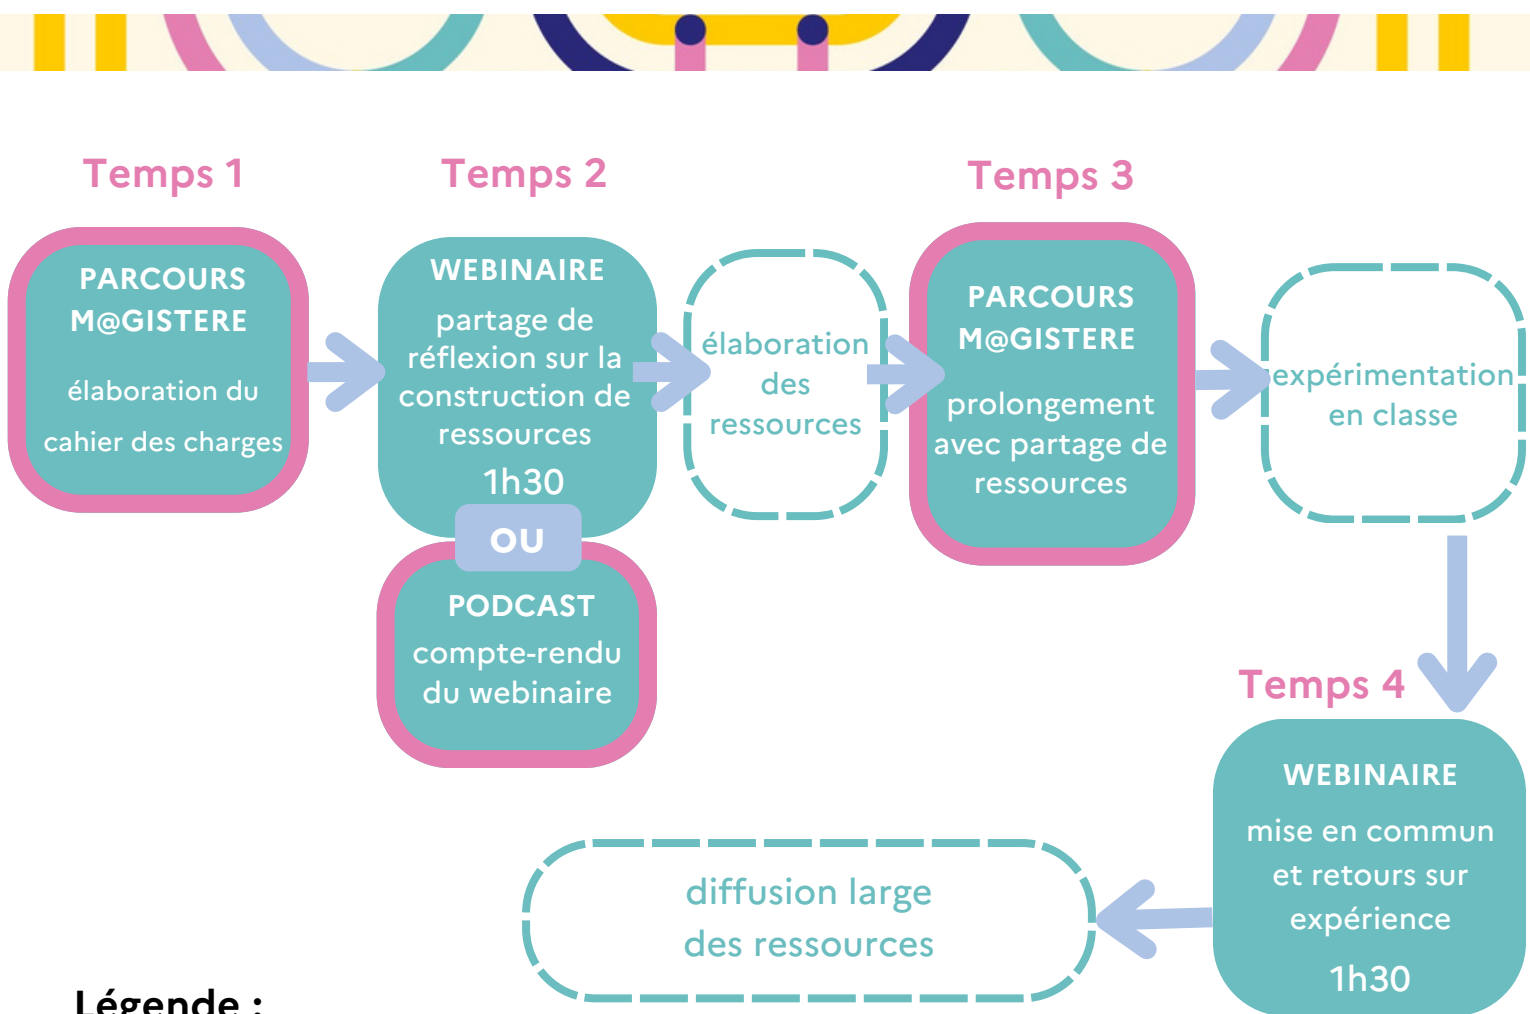 Temps 1
PARCOURS
M@GISTERE
élaboration du
cahier des charges
Temps 2
WEBINAIRE
partage de
réflexion sur la
construction de
ressources
1h30
OU
PODCAST
compte-rendu
du webinaire
élaboration
des
ressources
Temps 3
PARCOURS
M@GISTERE
prolongement
avec partage de
ressources
expérimentation
en classe
Temps 4
WEBINAIRE
mise en commun
et retours sur
expérience
1h30
diffusion large
des ressources
Légende :